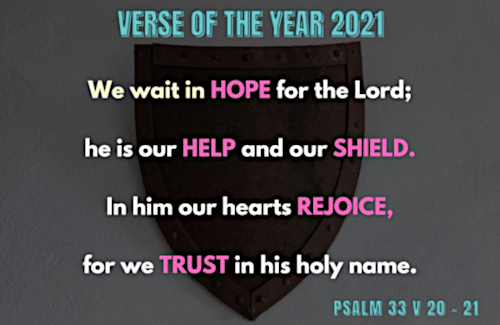 VERSE OF THE YEAR 2021
We wait in HOPE for the Lord;
he is our HELP and our SHIELD.
In him our hearts REJOICE,
for we TRUST in his holy name.
PSALM 33 V 20 - 21